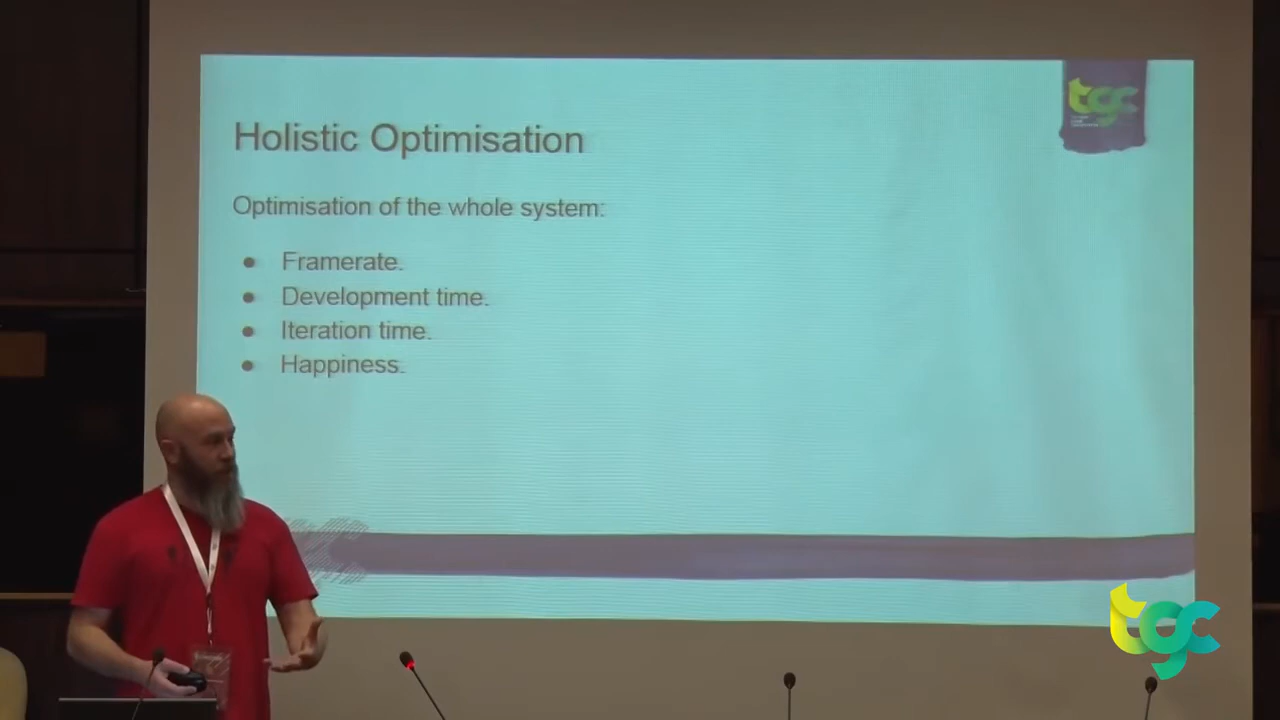 tgc
Holistic Optimisation
Optimisation of the whole system:
Framerate.
Development time.
Iteration time.
Happiness.
tgc